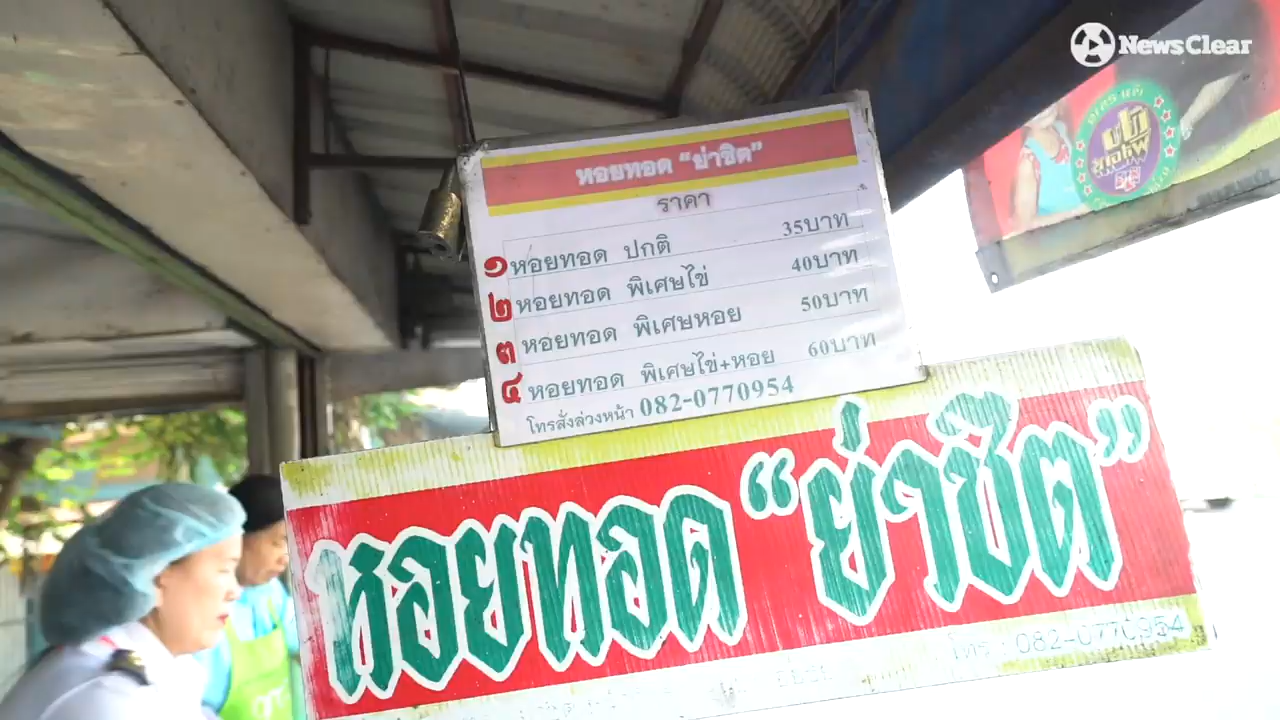 NewsClear
หอยทอด “ย่าชิต”
ราคา
๑ หอยทอด ปกติ 35บาท
๒ หอยทอด พิเศษไข่ 40บาท
๓ หอยทอด พิเศษหอย 50บาท
๔ หอยทอด พิเศษไข่+หอย 60บาท
โทรสั่งล่วงหน้า 082-0770954
หอยทอด “ย่าชิต”
โทร : 082-0770954